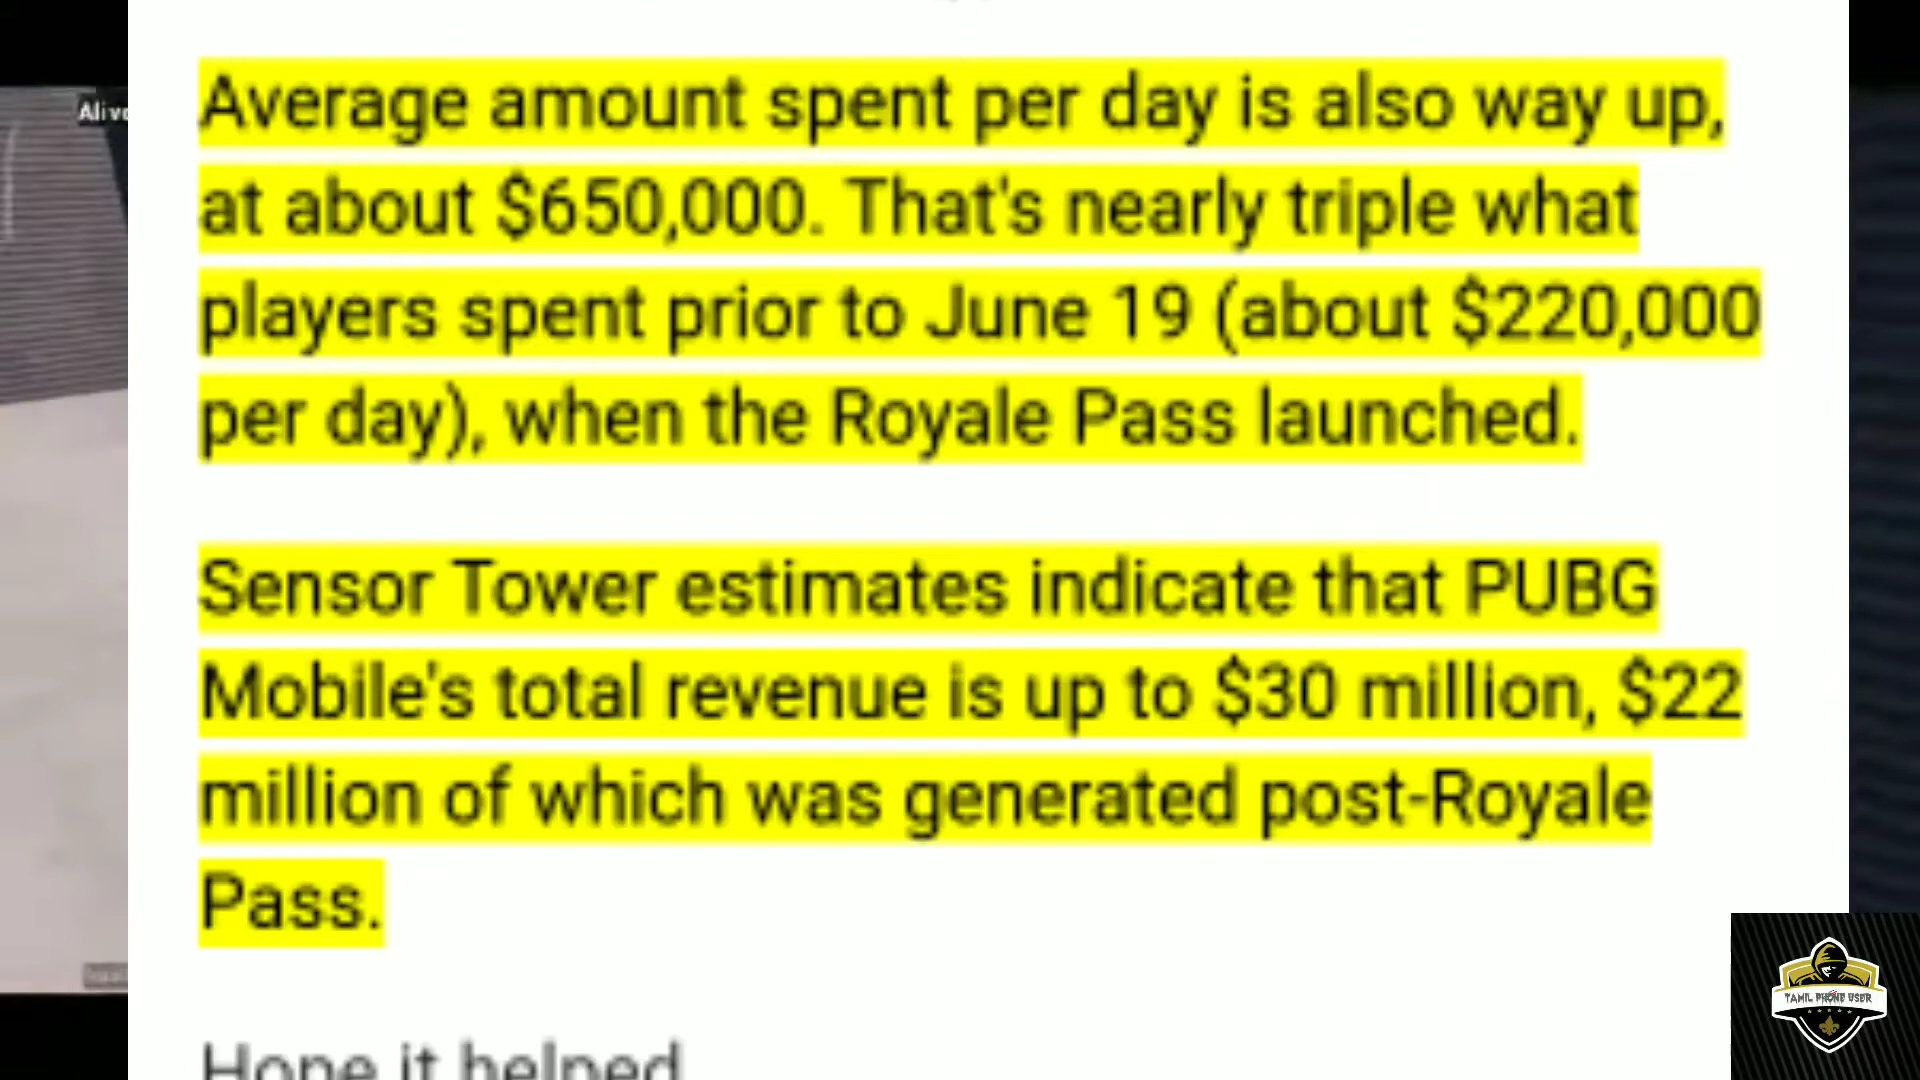 Alive
Average amount spent per day is also way up,
at about $650,000. That's nearly triple what
players spent prior to June 19 (about $220,000
per day), when the Royale Pass launched.
Sensor Tower estimates indicate that PUBG
Mobile's total revenue is up to $30 million, $22
million of which was generated post-Royale
Pass.
Hope it helped
TAMIL PHONE USER